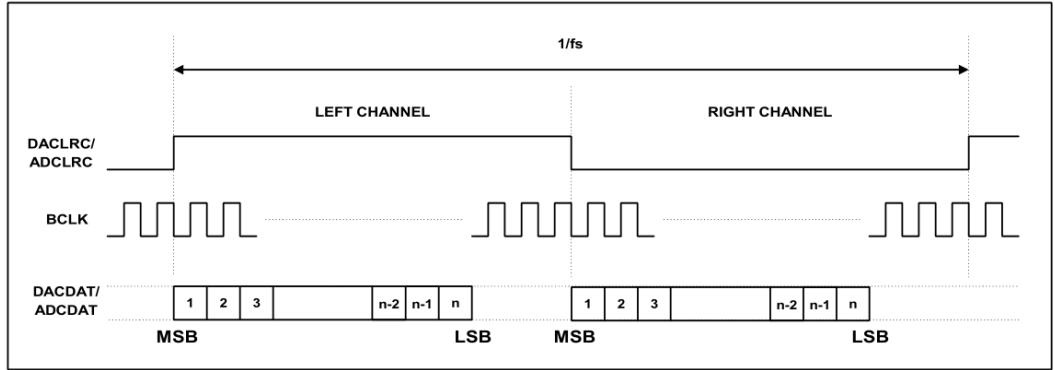 1/fs
LEFT CHANNEL RIGHT CHANNEL
DACLRC/
ADCLRC
BCLK
DACDAT/
ADCDAT
1 2 3 n-2 n-1 n 1 2 3 n-2 n-1 n
MSB LSB MSB LSB